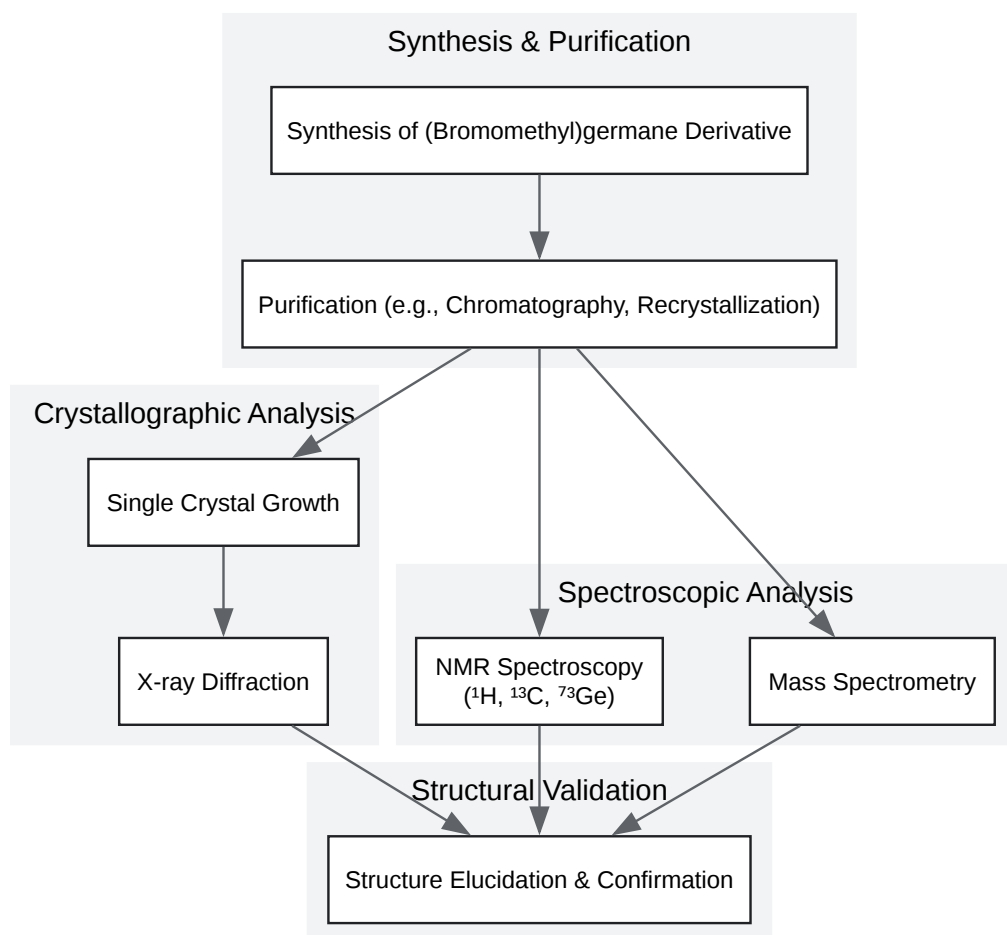 Synthesis & Purification
Synthesis of (Bromomethyl)germane Derivative
Purification (e.g., Chromatography, Recrystallization)
Crystallographic Analysis
Single Crystal Growth
X-ray Diffraction
Spectroscopic Analysis
NMR Spectroscopy
(¹H, ¹³C, ⁷³Ge)
Mass Spectrometry
Structural Validation
Structure Elucidation & Confirmation